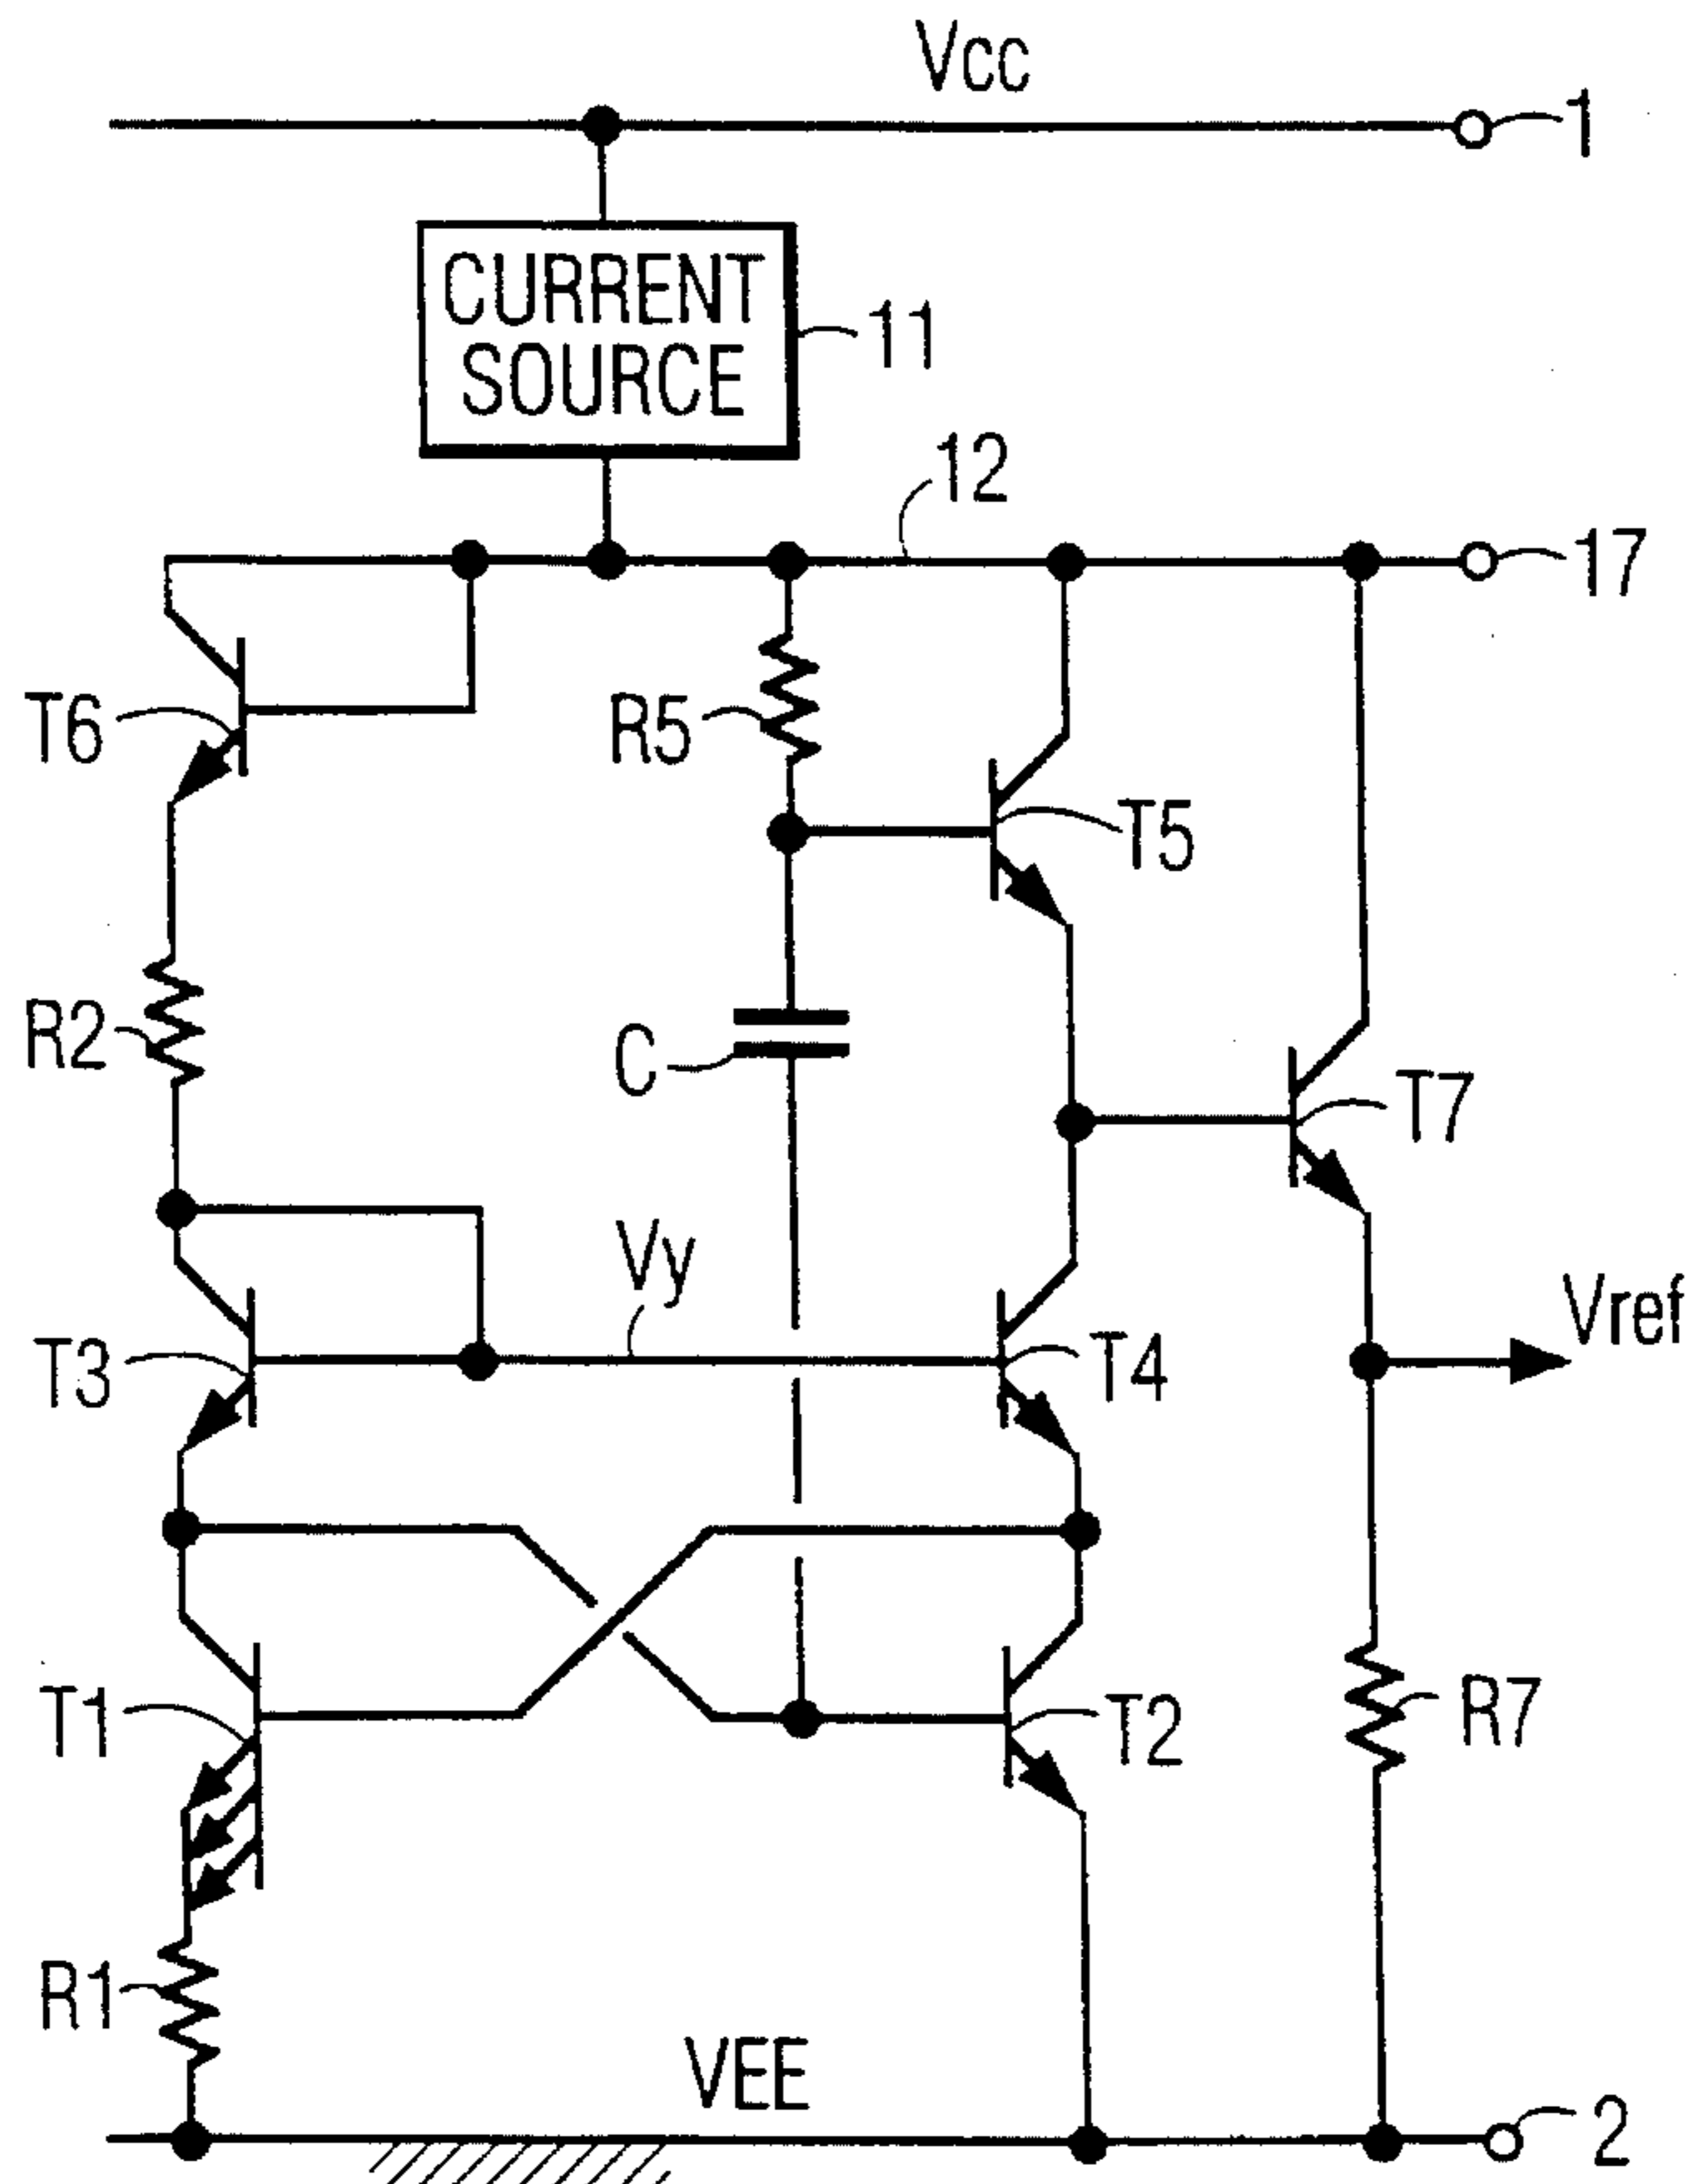 Vcc
1
CURRENT
SOURCE
11
12
17
T6
R5
T5
R2
C
T7
Vy
Vref
T3
T4
T1
T2
R7
R1
VEE
2